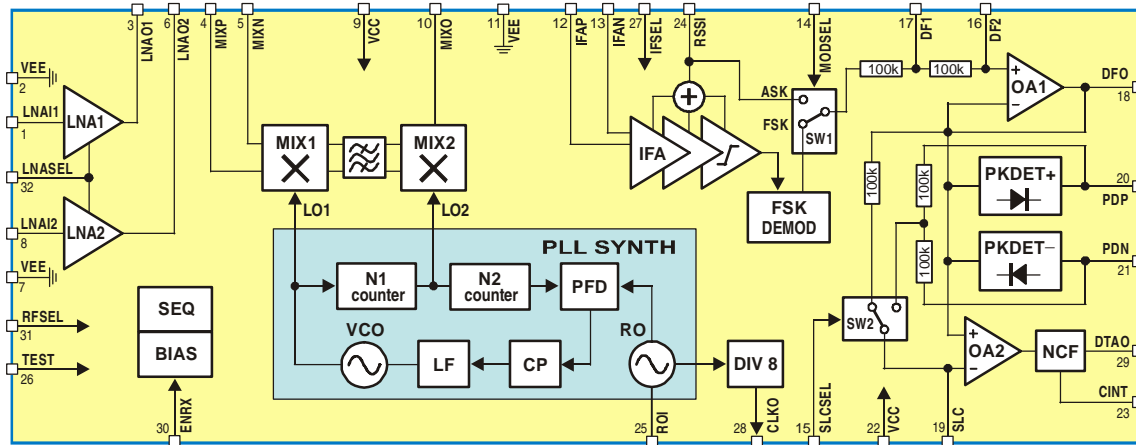 3 LNAO1
6 LNAO2
4 MIXP
5 MIXN
9 VCC
10 MIXO
11 VEE
12 IFAP
13 IFAN
27 IFSEL
24 RSSI
14 MODSEL
17 DF1
16 DF2
VEE
2
LNAI1
1
LNA1
LNASEL
32
LNAI2
8
LNA2
VEE
7
RFSEL
31
TEST
26
SEQ
BIAS
30 ENRX
MIX1
MIX2
LO1
LO2
IFA
+
ASK
FSK
SW1
FSK
DEMOD
100k
100k
+
OA1
−
DFO
18
100k
100k
100k
PKDET+
20
PDP
PKDET−
PDN
21
SW2
+
OA2
−
NCF
DTAO
29
CINT
23
PLL SYNTH
N1
counter
N2
counter
PFD
VCO
LF
CP
RO
DIV 8
25 ROI
28 CLKO
15 SLCSEL
22 VCC
19 SLC